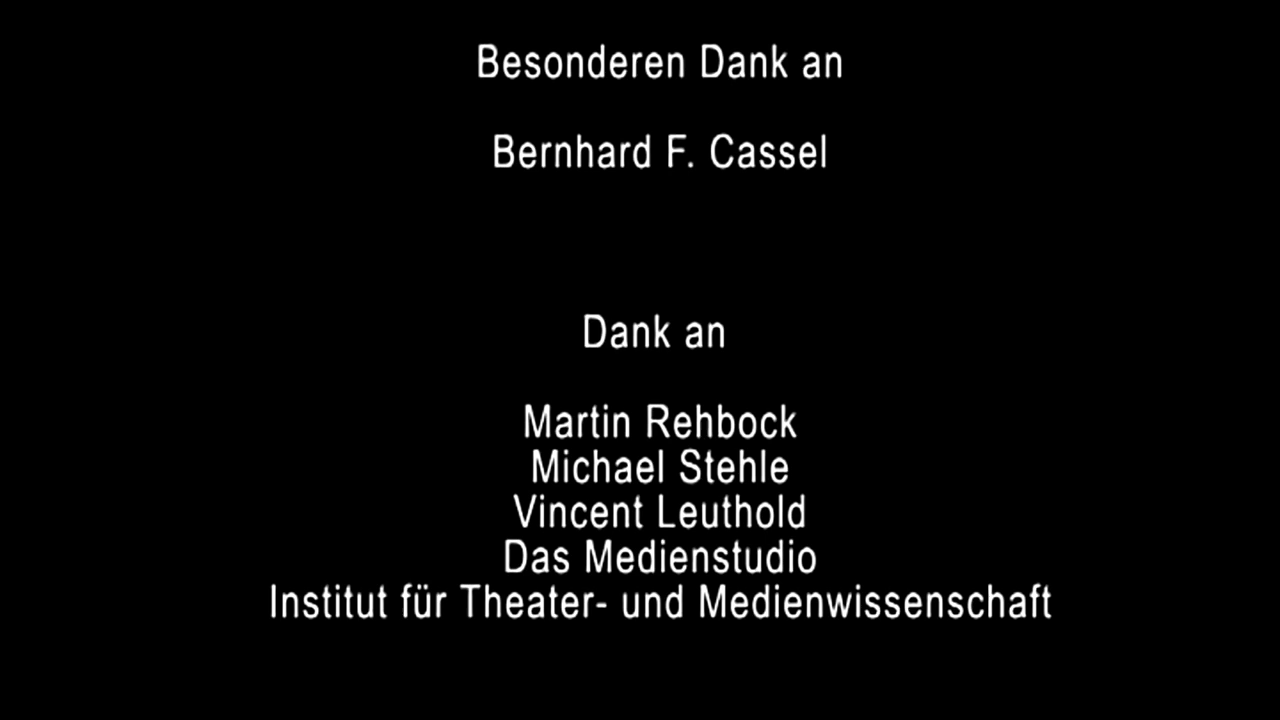 Besonderen Dank an
Bernhard F. Cassel
Dank an
Martin Rehbock
Michael Stehle
Vincent Leuthold
Das Medienstudio
Institut für Theater- und Medienwissenschaft